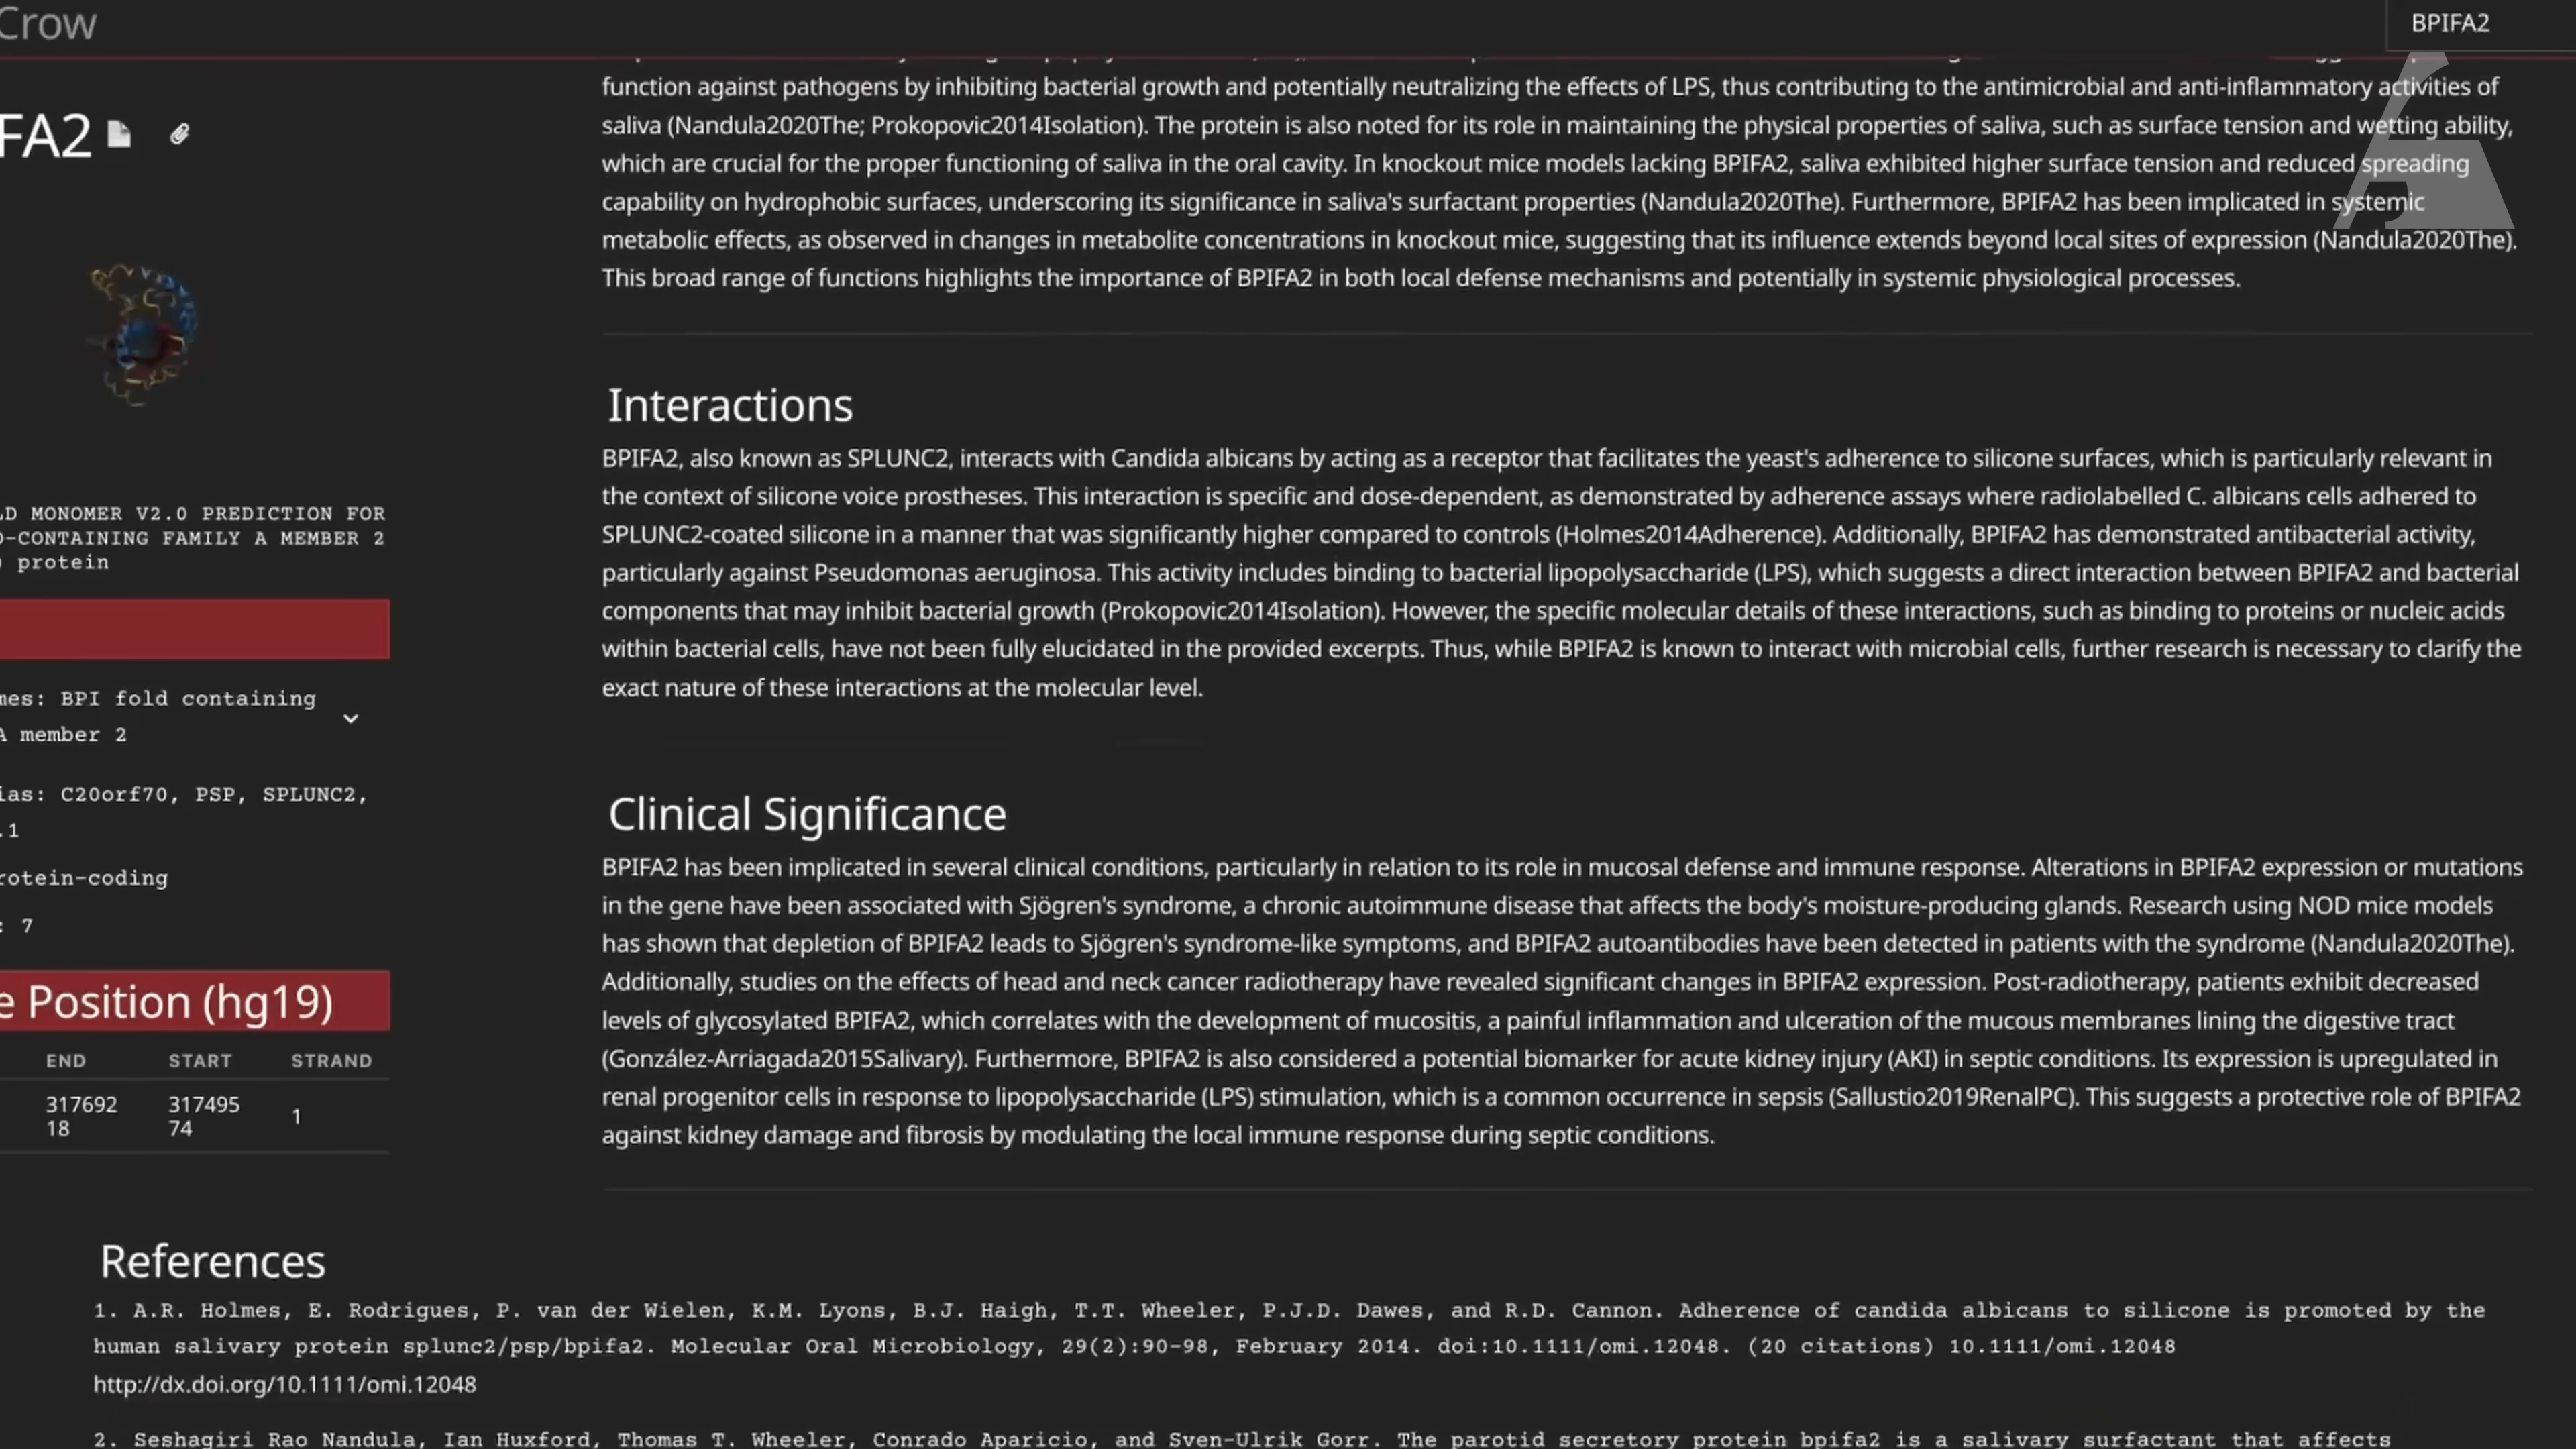 Crow
BPIFA2
FA2
function against pathogens by inhibiting bacterial growth and potentially neutralizing the effects of LPS, thus contributing to the antimicrobial and anti-inflammatory activities of
saliva (Nandula2020The; Prokopovic2014Isolation). The protein is also noted for its role in maintaining the physical properties of saliva, such as surface tension and wetting ability,
which are crucial for the proper functioning of saliva in the oral cavity. In knockout mice models lacking BPIFA2, saliva exhibited higher surface tension and reduced spreading
capability on hydrophobic surfaces, underscoring its significance in saliva's surfactant properties (Nandula2020The). Furthermore, BPIFA2 has been implicated in systemic
metabolic effects, as observed in changes in metabolite concentrations in knockout mice, suggesting that its influence extends beyond local sites of expression (Nandula2020The).
This broad range of functions highlights the importance of BPIFA2 in both local defense mechanisms and potentially in systemic physiological processes.
Interactions
BPIFA2, also known as SPLUNC2, interacts with Candida albicans by acting as a receptor that facilitates the yeast's adherence to silicone surfaces, which is particularly relevant in
the context of silicone voice prostheses. This interaction is specific and dose-dependent, as demonstrated by adherence assays where radiolabelled C. albicans cells adhered to
SPLUNC2-coated silicone in a manner that was significantly higher compared to controls (Holmes2014Adherence). Additionally, BPIFA2 has demonstrated antibacterial activity,
particularly against Pseudomonas aeruginosa. This activity includes binding to bacterial lipopolysaccharide (LPS), which suggests a direct interaction between BPIFA2 and bacterial
components that may inhibit bacterial growth (Prokopovic2014Isolation). However, the specific molecular details of these interactions, such as binding to proteins or nucleic acids
within bacterial cells, have not been fully elucidated in the provided excerpts. Thus, while BPIFA2 is known to interact with microbial cells, further research is necessary to clarify the
exact nature of these interactions at the molecular level.
Clinical Significance
BPIFA2 has been implicated in several clinical conditions, particularly in relation to its role in mucosal defense and immune response. Alterations in BPIFA2 expression or mutations
in the gene have been associated with Sjögren's syndrome, a chronic autoimmune disease that affects the body's moisture-producing glands. Research using NOD mice models
has shown that depletion of BPIFA2 leads to Sjögren's syndrome-like symptoms, and BPIFA2 autoantibodies have been detected in patients with the syndrome (Nandula2020The).
Additionally, studies on the effects of head and neck cancer radiotherapy have revealed significant changes in BPIFA2 expression. Post-radiotherapy, patients exhibit decreased
levels of glycosylated BPIFA2, which correlates with the development of mucositis, a painful inflammation and ulceration of the mucous membranes lining the digestive tract
(González-Arriagada2015Salivary). Furthermore, BPIFA2 is also considered a potential biomarker for acute kidney injury (AKI) in septic conditions. Its expression is upregulated in
renal progenitor cells in response to lipopolysaccharide (LPS) stimulation, which is a common occurrence in sepsis (Sallustio2019RenalPC). This suggests a protective role of BPIFA2
against kidney damage and fibrosis by modulating the local immune response during septic conditions.
LD MONOMER V2.0 PREDICTION FOR
D-CONTAINING FAMILY A MEMBER 2
protein
mes: BPI fold containing
A member 2
ias: C20orf70, PSP, SPLUNC2,
.1
rotein-coding
: 7
e Position (hg19)
END START STRAND
317692 317495 1
18 74
References
1. A.R. Holmes, E. Rodrigues, P. van der Wielen, K.M. Lyons, B.J. Haigh, T.T. Wheeler, P.J.D. Dawes, and R.D. Cannon. Adherence of candida albicans to silicone is promoted by the
human salivary protein splunc2/psp/bpifa2. Molecular Oral Microbiology, 29(2):90-98, February 2014. doi:10.1111/omi.12048. (20 citations) 10.1111/omi.12048
http://dx.doi.org/10.1111/omi.12048
2. Seshagiri Rao Nandula, Ian Huxford, Thomas T. Wheeler, Conrado Aparicio, and Sven-Ulrik Gorr. The parotid secretory protein bpifa2 is a salivary surfactant that affects